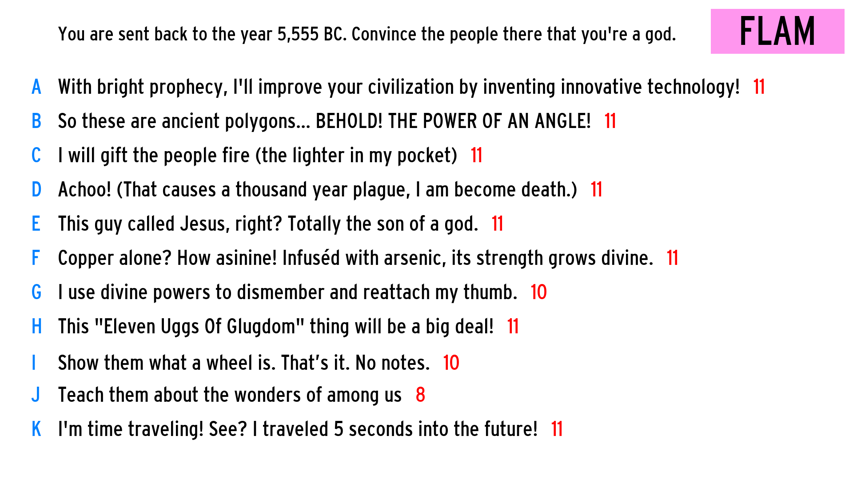 You are sent back to the year 5,555 BC. Convince the people there that you're a god.
FLAM
A With bright prophecy, I'll improve your civilization by inventing innovative technology! 11
B So these are ancient polygons... BEHOLD! THE POWER OF AN ANGLE! 11
C I will gift the people fire (the lighter in my pocket) 11
D Achoo! (That causes a thousand year plague, I am become death.) 11
E This guy called Jesus, right? Totally the son of a god. 11
F Copper alone? How asinine! Infuséd with arsenic, its strength grows divine. 11
G I use divine powers to dismember and reattach my thumb. 10
H This "Eleven Uggs Of Glugdom" thing will be a big deal! 11
I Show them what a wheel is. That’s it. No notes. 10
J Teach them about the wonders of among us 8
K I'm time traveling! See? I traveled 5 seconds into the future! 11